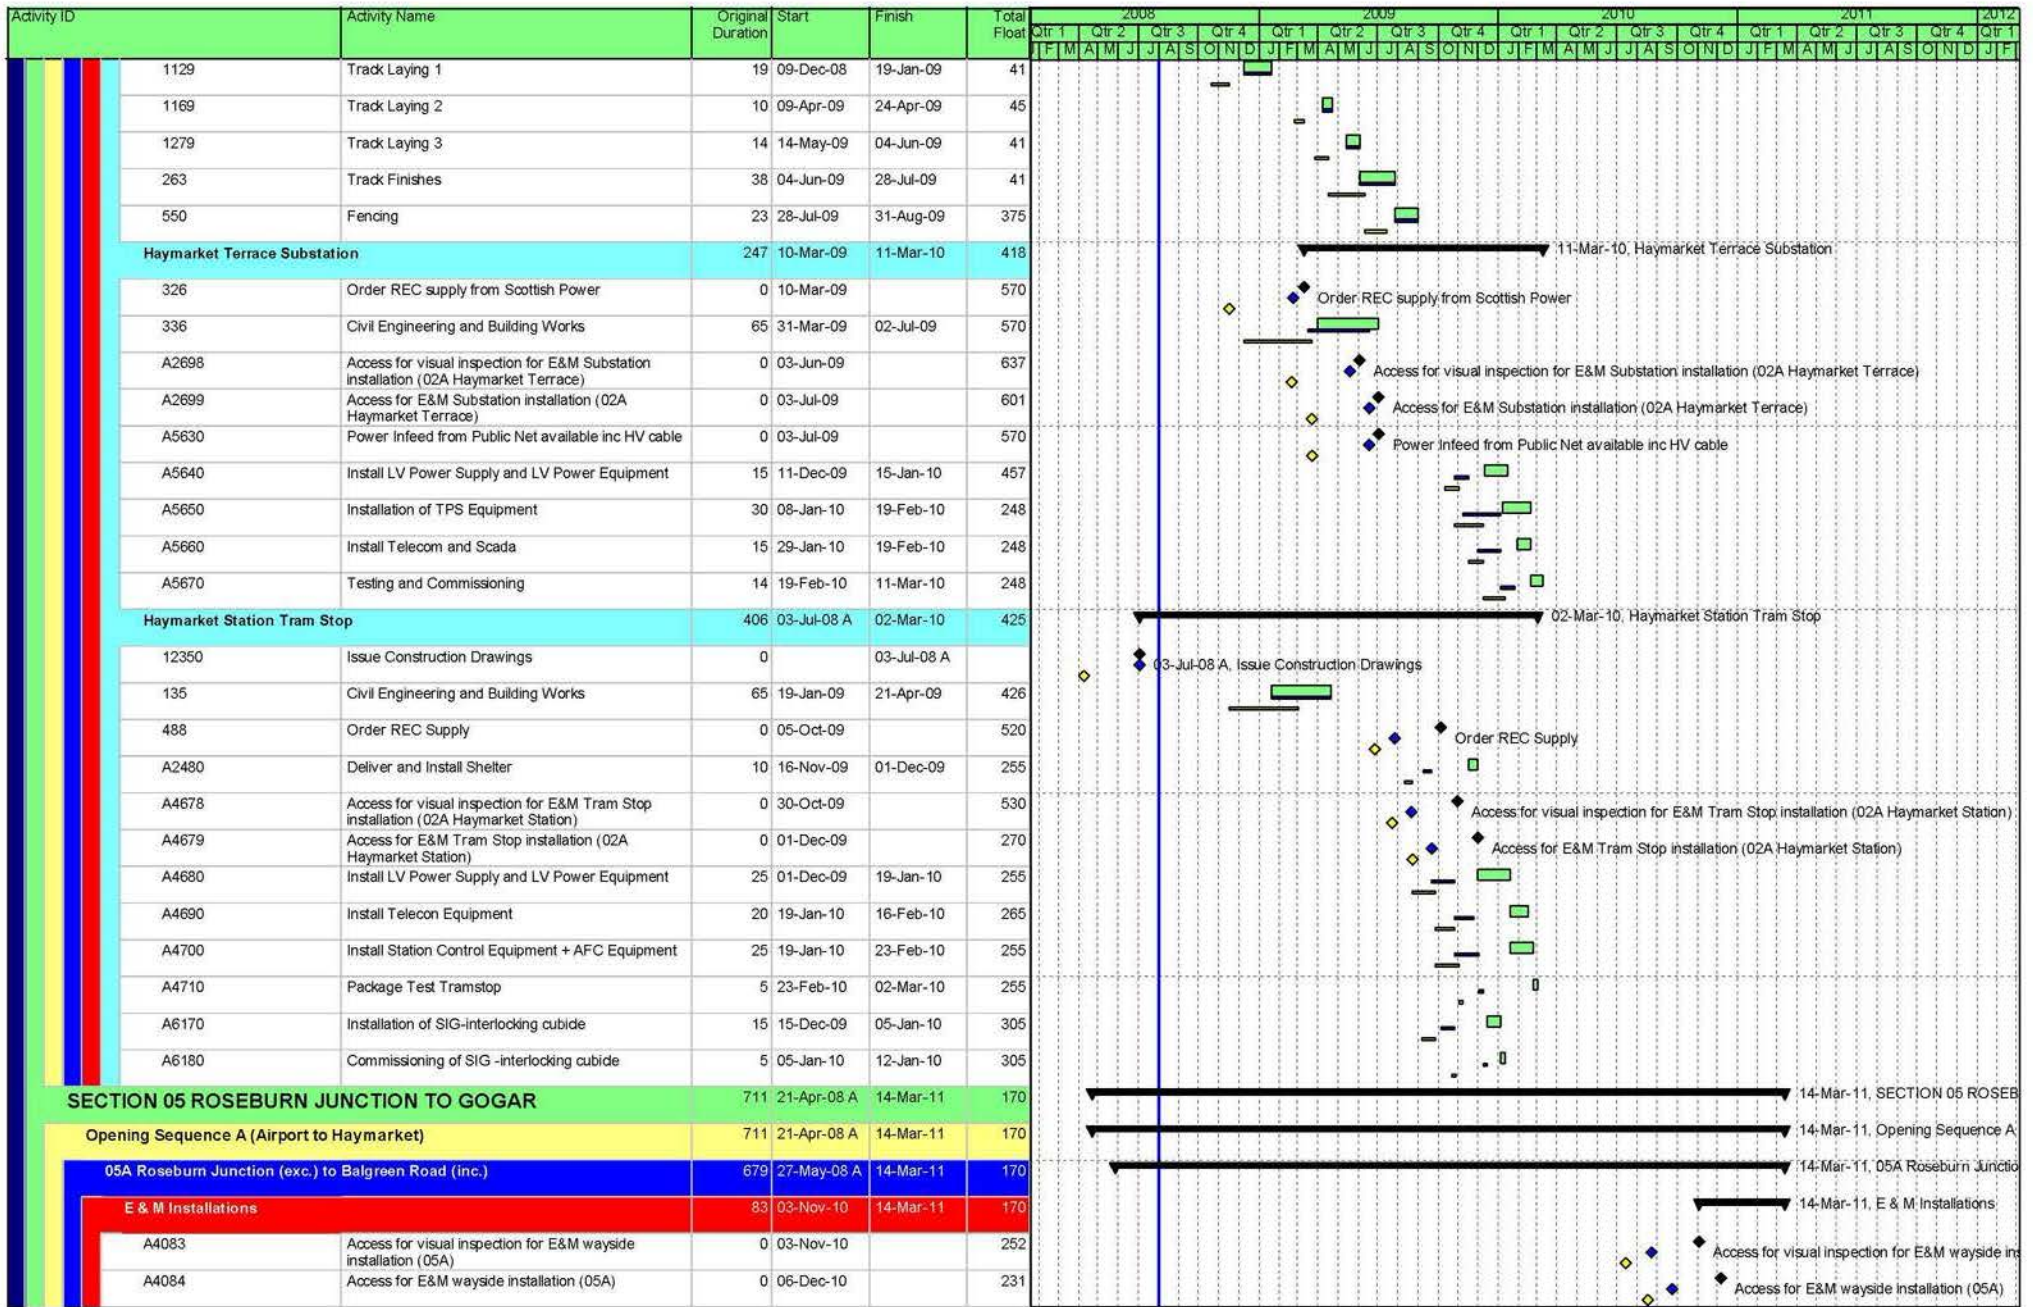 Activity ID Activity Name Original Duration Start Finish Total Float
2008 2009 2010 2011 2012
Qtr 1 Qtr 2 Qtr 3 Qtr 4 Qtr 1 Qtr 2 Qtr 3 Qtr 4 Qtr 1 Qtr 2 Qtr 3 Qtr 4 Qtr 1 Qtr 2 Qtr 3 Qtr 4 Qtr 1
F M A M J J A S O N D J F M A M J J A S O N D J F M A M J J A S O N D J F M A M J J A S O N D J F
1129 Track Laying 1 19 09-Dec-08 19-Jan-09 41
1169 Track Laying 2 10 09-Apr-09 24-Apr-09 45
1279 Track Laying 3 14 14-May-09 04-Jun-09 41
263 Track Finishes 38 04-Jun-09 28-Jul-09 41
550 Fencing 23 28-Jul-09 31-Aug-09 375
Haymarket Terrace Substation 247 10-Mar-09 11-Mar-10 418 11-Mar-10, Haymarket Terrace Substation
326 Order REC supply from Scottish Power 0 10-Mar-09 570 Order REC supply from Scottish Power
336 Civil Engineering and Building Works 65 31-Mar-09 02-Jul-09 570
A2698 Access for visual inspection for E&M Substation installation (02A Haymarket Terrace) 0 03-Jun-09 637 Access for visual inspection for E&M Substation installation (02A Haymarket Terrace)
A2699 Access for E&M Substation installation (02A Haymarket Terrace) 0 03-Jul-09 601 Access for E&M Substation installation (02A Haymarket Terrace)
A5630 Power Infeed from Public Net available inc HV cable 0 03-Jul-09 570 Power Infeed from Public Net available inc HV cable
A5640 Install LV Power Supply and LV Power Equipment 15 11-Dec-09 15-Jan-10 457
A5650 Installation of TPS Equipment 30 08-Jan-10 19-Feb-10 248
A5660 Install Telecom and Scada 15 29-Jan-10 19-Feb-10 248
A5670 Testing and Commissioning 14 19-Feb-10 11-Mar-10 248
Haymarket Station Tram Stop 406 03-Jul-08 A 02-Mar-10 425 02-Mar-10, Haymarket Station Tram Stop
12350 Issue Construction Drawings 0 03-Jul-08 A 03-Jul-08 A, Issue Construction Drawings
135 Civil Engineering and Building Works 65 19-Jan-09 21-Apr-09 426
488 Order REC Supply 0 05-Oct-09 520 Order REC Supply
A2480 Deliver and Install Shelter 10 16-Nov-09 01-Dec-09 255
A4678 Access for visual inspection for E&M Tram Stop installation (02A Haymarket Station) 0 30-Oct-09 530 Access for visual inspection for E&M Tram Stop installation (02A Haymarket Station)
A4679 Access for E&M Tram Stop installation (02A Haymarket Station) 0 01-Dec-09 270 Access for E&M Tram Stop installation (02A Haymarket Station)
A4680 Install LV Power Supply and LV Power Equipment 25 01-Dec-09 19-Jan-10 255
A4690 Install Telecon Equipment 20 19-Jan-10 16-Feb-10 265
A4700 Install Station Control Equipment + AFC Equipment 25 19-Jan-10 23-Feb-10 255
A4710 Package Test Tramstop 5 23-Feb-10 02-Mar-10 255
A6170 Installation of SIG-interlocking cubide 15 15-Dec-09 05-Jan-10 305
A6180 Commissioning of SIG -interlocking cubide 5 05-Jan-10 12-Jan-10 305
SECTION 05 ROSEBURN JUNCTION TO GOGAR 711 21-Apr-08 A 14-Mar-11 170 14-Mar-11, SECTION 05 ROSEB
Opening Sequence A (Airport to Haymarket) 711 21-Apr-08 A 14-Mar-11 170 14-Mar-11, Opening Sequence A
05A Roseburn Junction (exc.) to Balgreen Road (inc.) 679 27-May-08 A 14-Mar-11 170 14-Mar-11, 05A Roseburn Junctio
E & M Installations 83 03-Nov-10 14-Mar-11 170 14-Mar-11, E & M Installations
A4083 Access for visual inspection for E&M wayside installation (05A) 0 03-Nov-10 252 Access for visual inspection for E&M wayside in
A4084 Access for E&M wayside installation (05A) 0 06-Dec-10 231 Access for E&M wayside installation (05A)